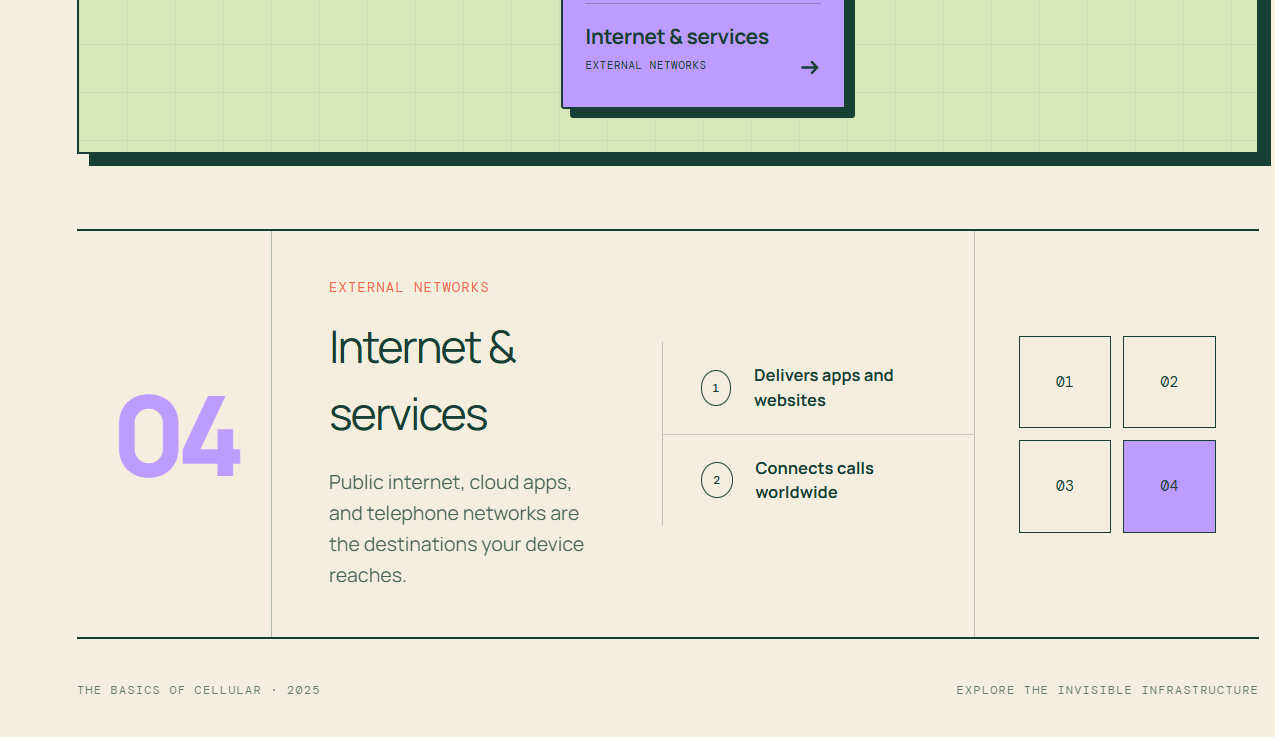 Internet & services
EXTERNAL NETWORKS
04
EXTERNAL NETWORKS
Internet &
services
Public internet, cloud apps,
and telephone networks are
the destinations your device
reaches.
1
Delivers apps and
websites
2
Connects calls
worldwide
01
02
03
04
THE BASICS OF CELLULAR · 2025
EXPLORE THE INVISIBLE INFRASTRUCTURE